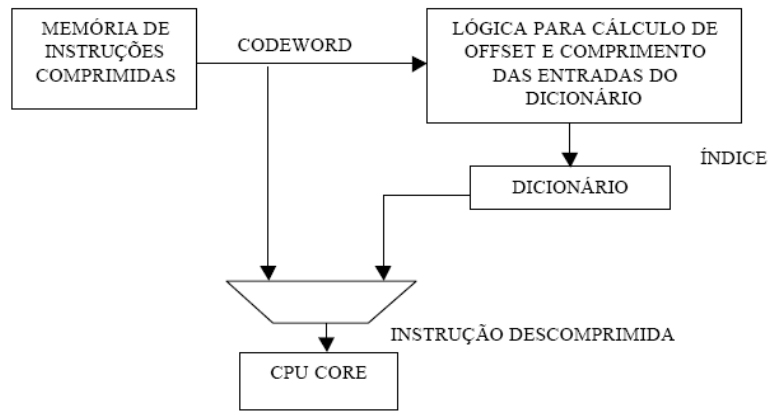 MEMÓRIA DE
INSTRUÇÕES
COMPRIMIDAS
CODEWORD
LÓGICA PARA CÁLCULO DE
OFFSET E COMPRIMENTO
DAS ENTRADAS DO
DICIONÁRIO
ÍNDICE
DICIONÁRIO
INSTRUÇÃO DESCOMPRIMIDA
CPU CORE